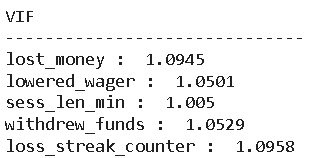 VIF
------------------------------
lost_money :  1.0945
lowered_wager :  1.0501
sess_len_min :  1.005
withdrew_funds :  1.0529
loss_streak_counter :  1.0958